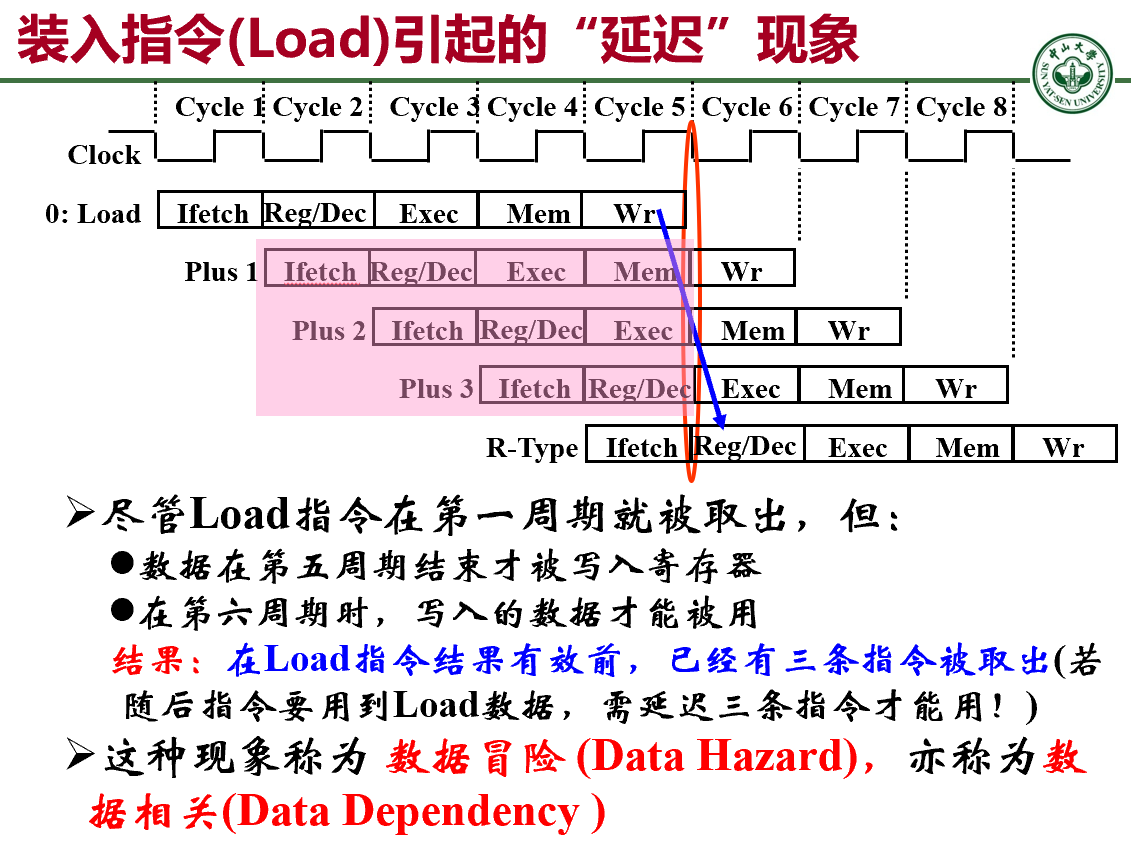 装入指令(Load)引起的“延迟”现象
中山大学
SUN YAT-SEN UNIVERSITY
Cycle 1 Cycle 2 Cycle 3 Cycle 4 Cycle 5 Cycle 6 Cycle 7 Cycle 8
Clock
0: Load Ifetch Reg/Dec Exec Mem Wr
Plus 1 Ifetch Reg/Dec Exec Mem Wr
Plus 2 Ifetch Reg/Dec Exec Mem Wr
Plus 3 Ifetch Reg/Dec Exec Mem Wr
R-Type Ifetch Reg/Dec Exec Mem Wr
➢尽管Load指令在第一周期就被取出，但：
●数据在第五周期结束才被写入寄存器
●在第六周期时，写入的数据才能被用
结果：在Load指令结果有效前，已经有三条指令被取出(若
随后指令要用到Load数据，需延迟三条指令才能用！)
➢这种现象称为 数据冒险 (Data Hazard)，亦称为数
据相关(Data Dependency )